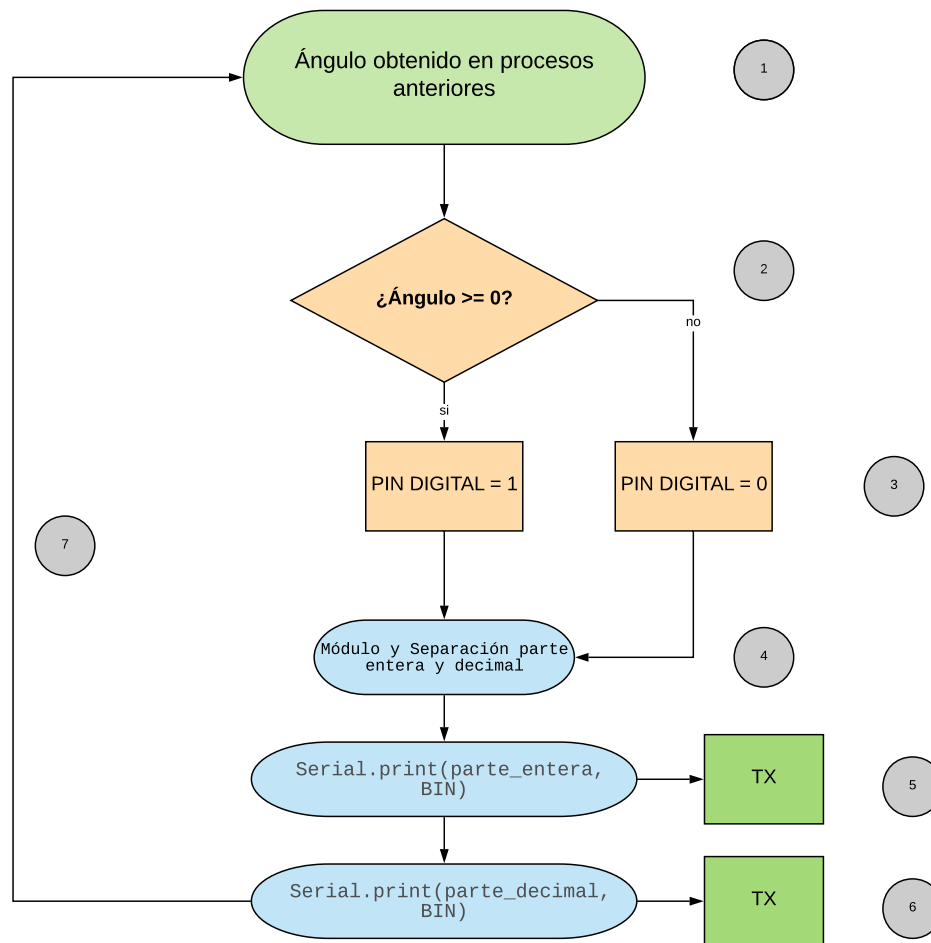 Ángulo obtenido en procesos
anteriores
1
¿Ángulo >= 0?
2
no
si
PIN DIGITAL = 1
PIN DIGITAL = 0
3
7
Módulo y Separación parte
entera y decimal
4
Serial.print(parte_entera,
BIN)
TX
5
Serial.print(parte_decimal,
BIN)
TX
6